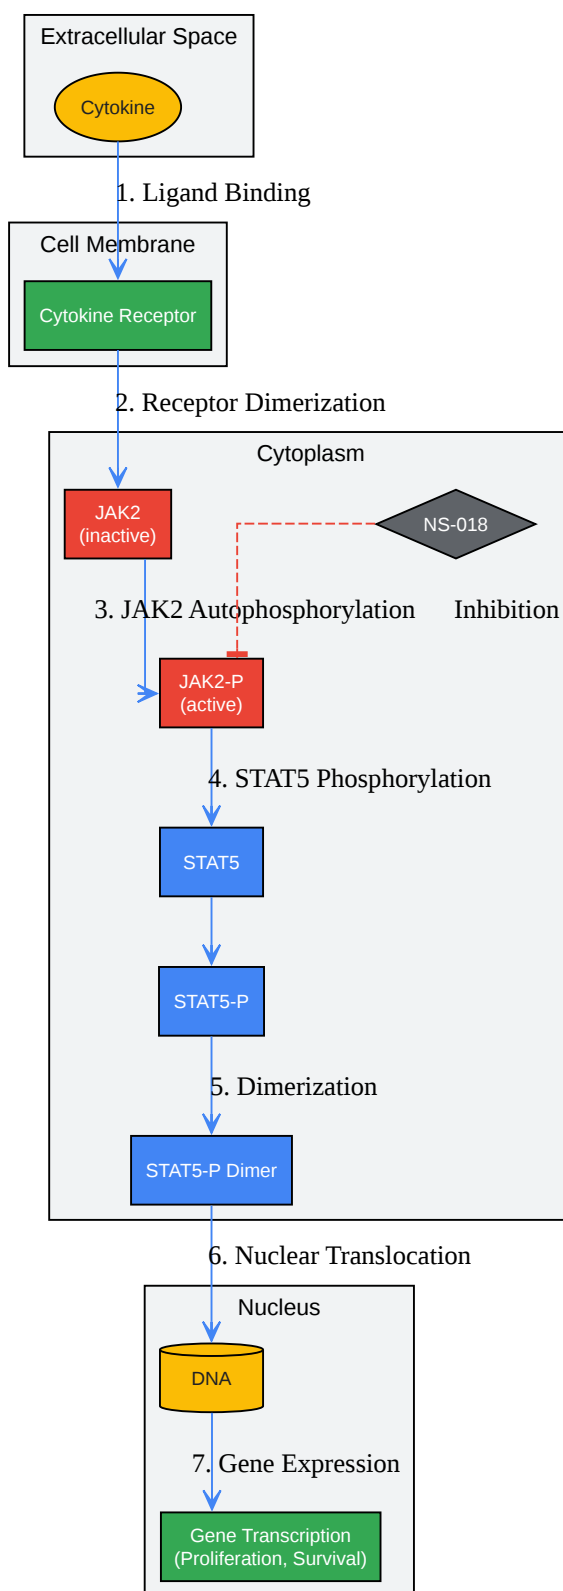 Extracellular Space
Cytokine
1. Ligand Binding
Cell Membrane
Cytokine Receptor
2. Receptor Dimerization
Cytoplasm
JAK2
(inactive)
NS-018
3. JAK2 Autophosphorylation
Inhibition
JAK2-P
(active)
4. STAT5 Phosphorylation
STAT5
STAT5-P
5. Dimerization
STAT5-P Dimer
6. Nuclear Translocation
Nucleus
DNA
7. Gene Expression
Gene Transcription
(Proliferation, Survival)